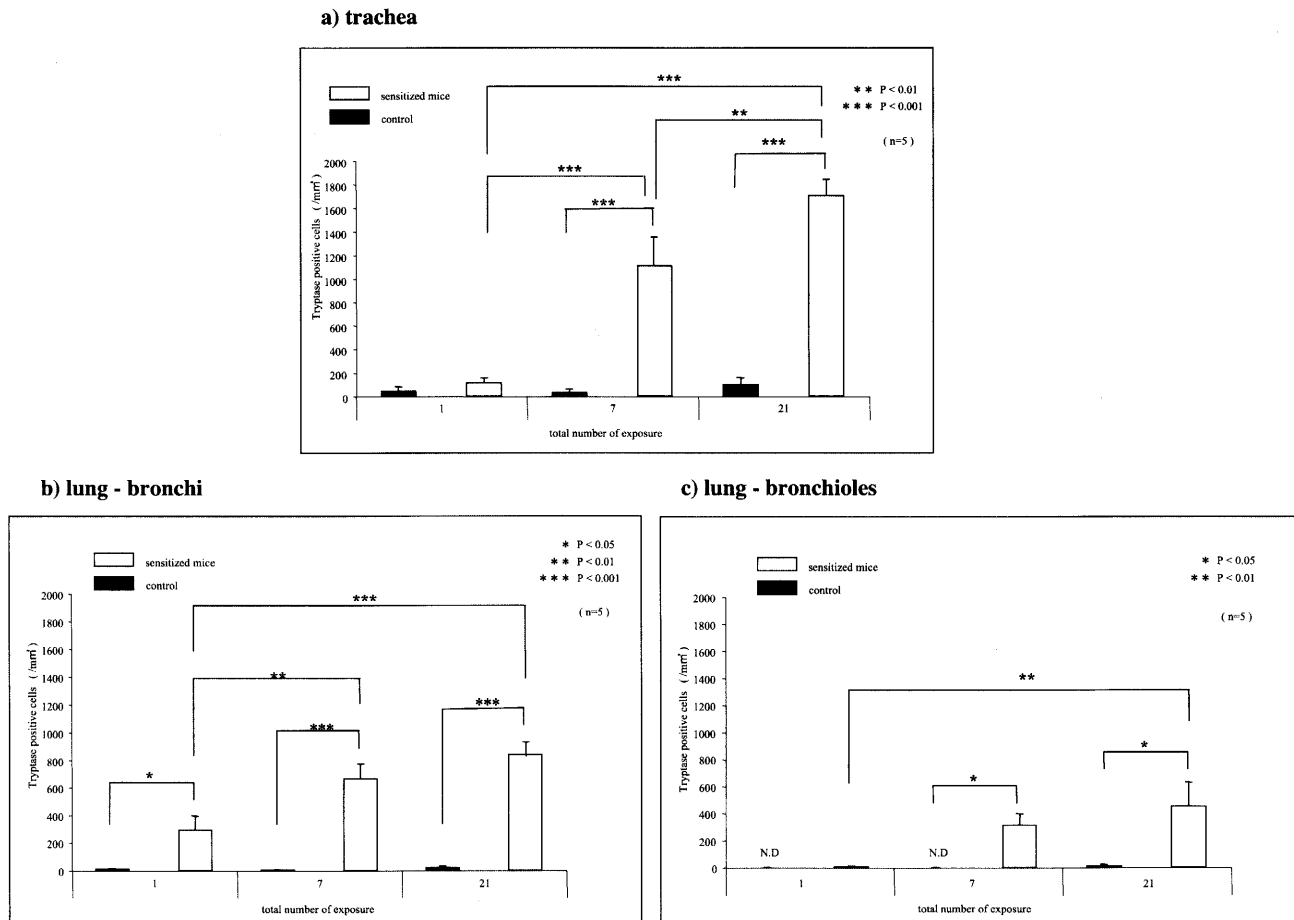 a) trachea
sensitized mice
control
** P < 0.01
*** P < 0.001
( n=5 )
***
**
***
***
***
Tryptase positive cells ( /mm²)
2000
1800
1600
1400
1200
1000
800
600
400
200
0
1
7
21
total number of exposure
b) lung - bronchi
sensitized mice
control
* P < 0.05
** P < 0.01
*** P < 0.001
( n=5 )
***
**
***
***
*
Tryptase positive cells ( /mm²)
2000
1800
1600
1400
1200
1000
800
600
400
200
0
1
7
21
total number of exposure
c) lung - bronchioles
sensitized mice
control
* P < 0.05
** P < 0.01
( n=5 )
**
*
*
Tryptase positive cells ( /mm²)
2000
1800
1600
1400
1200
1000
800
600
400
200
0
N.D
N.D
1
7
21
total number of exposure